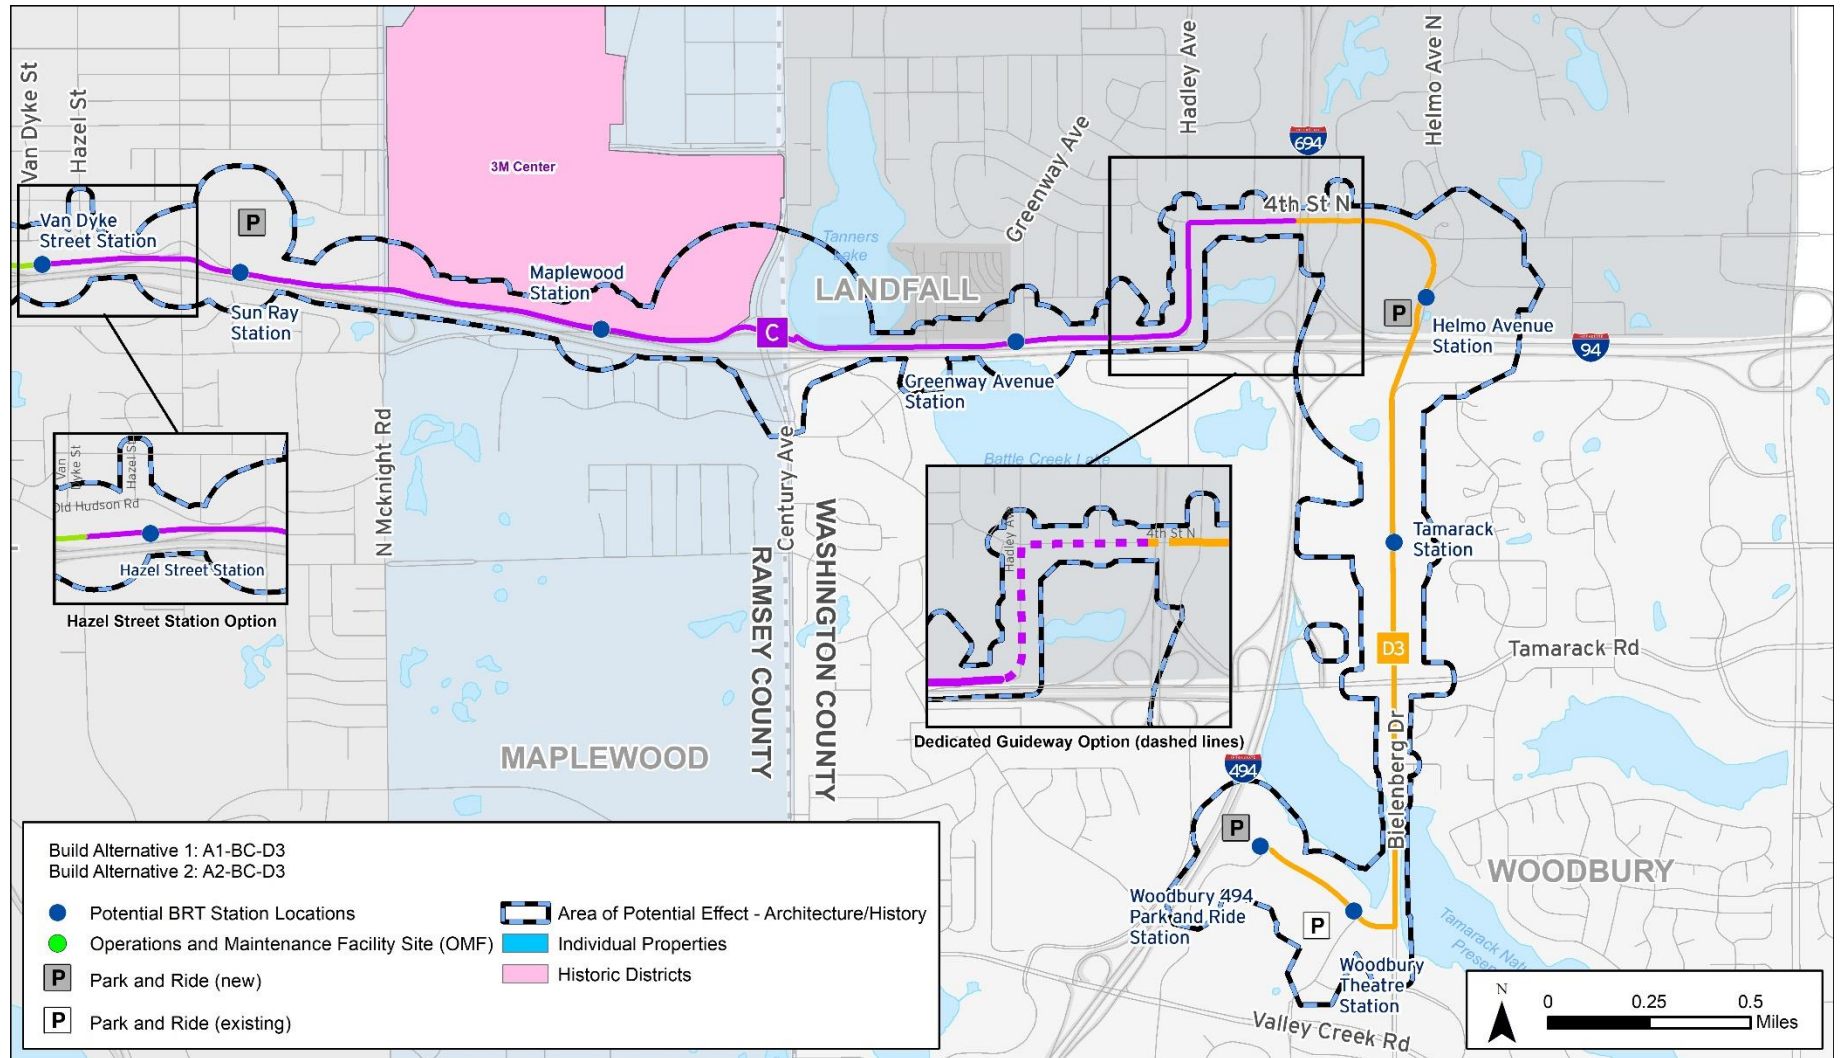 Van Dyke St
Hazel St
3M Center
Greenway Ave
Hadley Ave
694
Helmo Ave N
4th St N
P
Van Dyke
Street Station
Sun Ray
Station
Maplewood
Station
Tanners
Lake
LANDFALL
C
Greenway Avenue
Station
P
Helmo Avenue
Station
94
N Mcknight Rd
Century Ave
Battle Creek Lake
RAMSEY COUNTY
WASHINGTON COUNTY
Van
Dyke St
Hazel St
Old Hudson Rd
Hazel Street Station
Hazel Street Station Option
Hadley Ave
4th St N
Dedicated Guideway Option (dashed lines)
Tamarack
Station
D3
Tamarack Rd
MAPLEWOOD
494
P
Bielenberg Dr
WOODBURY
Woodbury 494
Park and Ride
Station
P
Woodbury
Theatre
Station
Tamarack
Valley Creek Rd
Build Alternative 1: A1-BC-D3
Build Alternative 2: A2-BC-D3
Potential BRT Station Locations
Operations and Maintenance Facility Site (OMF)
P Park and Ride (new)
P Park and Ride (existing)
Area of Potential Effect - Architecture/History
Individual Properties
Historic Districts
N
0 0.25 0.5
Miles